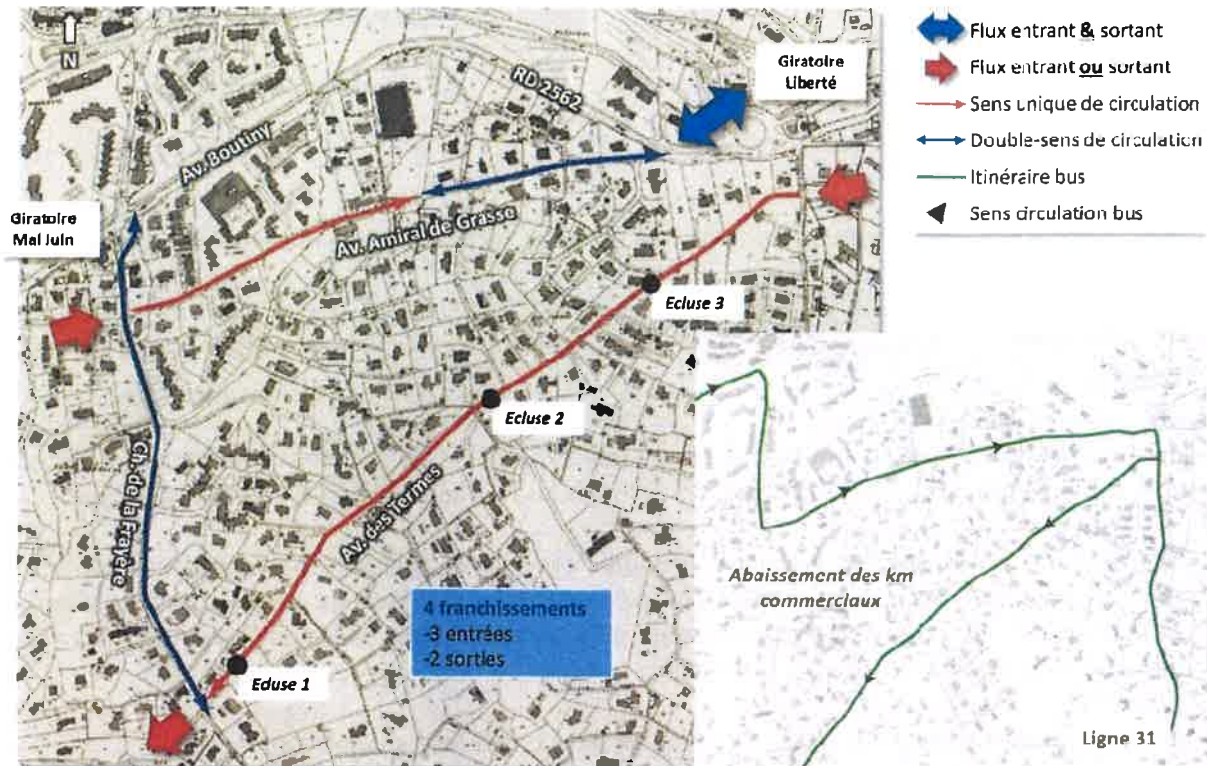 N
RD 2562
Giratoire
Liberté
Av. Boutiny
Giratoire
Mal Juin
Av. Amiral de Grasse
Ecluse 3
Ecluse 2
Av. des Termes
Ch. de la Frayère
4 franchissements
-3 entrées
-2 sorties
Ecluse 1
Flux entrant & sortant
Flux entrant ou sortant
Sens unique de circulation
Double-sens de circulation
Itinéraire bus
Sens circulation bus
Abaissement des km
commerciaux
Ligne 31